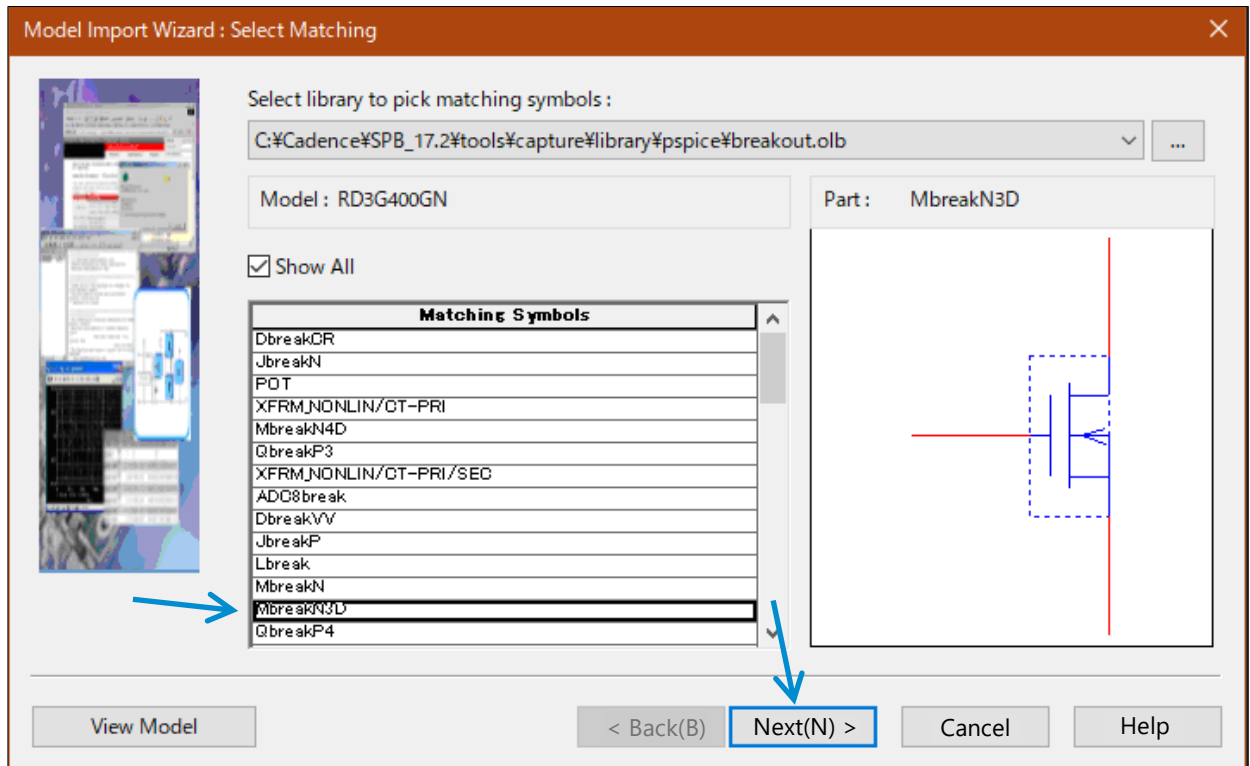 Model Import Wizard : Select Matching
Select library to pick matching symbols :
C:¥Cadence¥SPB_17.2¥tools¥capture¥library¥pspice¥breakout.olb
...
Model : RD3G400GN
Part : MbreakN3D
Show All
Matching Symbols
DbreakCR
JbreakN
POT
XFRM_NONLIN/CT-PRI
MbreakN4D
QbreakP3
XFRM_NONLIN/CT-PRI/SEC
ADC8break
DbreakVV
JbreakP
Lbreak
MbreakN
MbreakN3D
QbreakP4
View Model
< Back(B)
Next(N) >
Cancel
Help